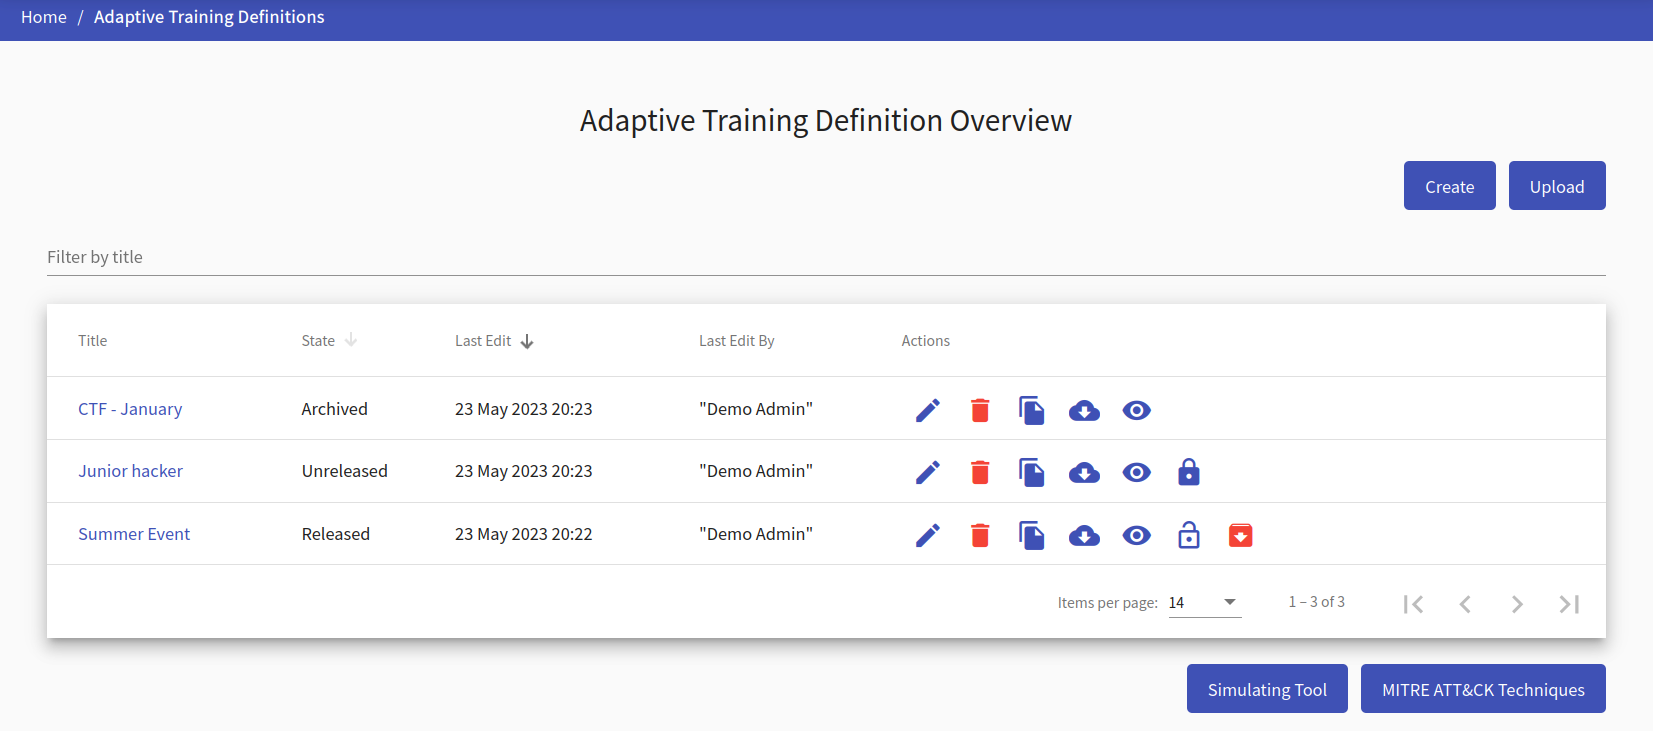 Home / Adaptive Training Definitions
Adaptive Training Definition Overview
Create Upload
Filter by title
Title State Last Edit Last Edit By Actions
CTF - January Archived 23 May 2023 20:23 "Demo Admin"
Junior hacker Unreleased 23 May 2023 20:23 "Demo Admin"
Summer Event Released 23 May 2023 20:22 "Demo Admin"
Items per page: 14 1 – 3 of 3
Simulating Tool MITRE ATT&CK Techniques